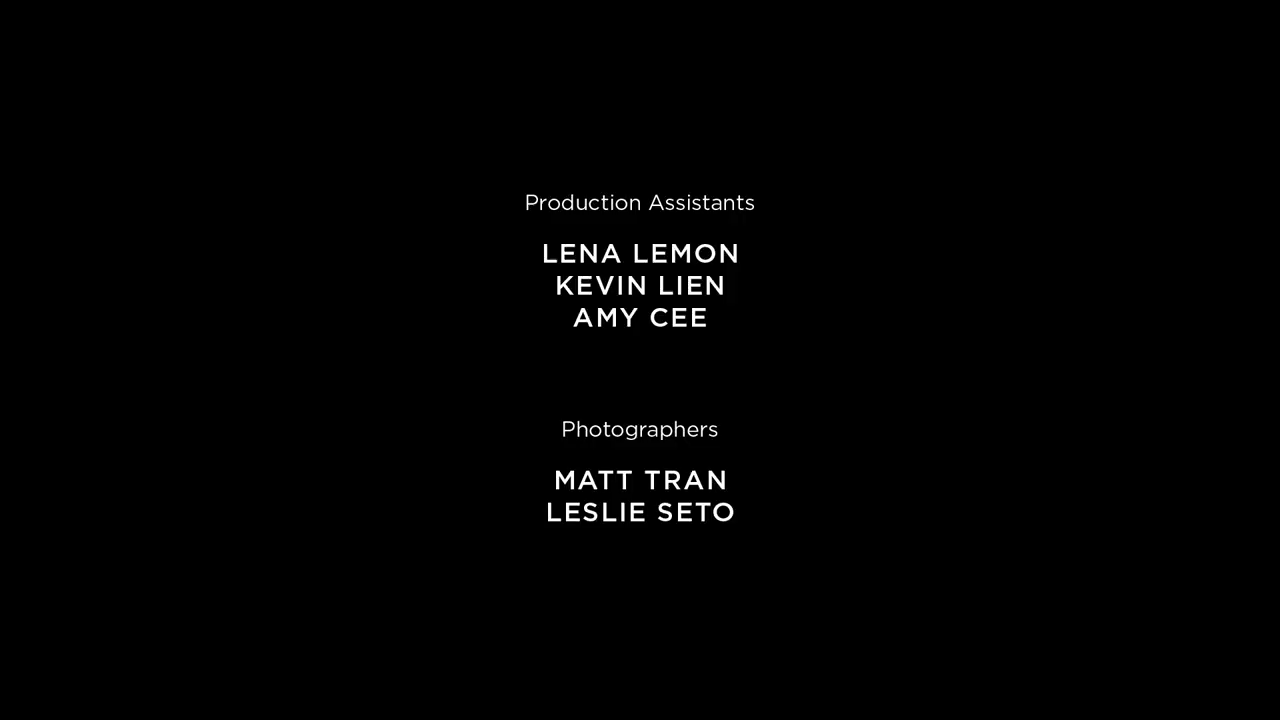 Production Assistants
LENA LEMON
KEVIN LIEN
AMY CEE
Photographers
MATT TRAN
LESLIE SETO